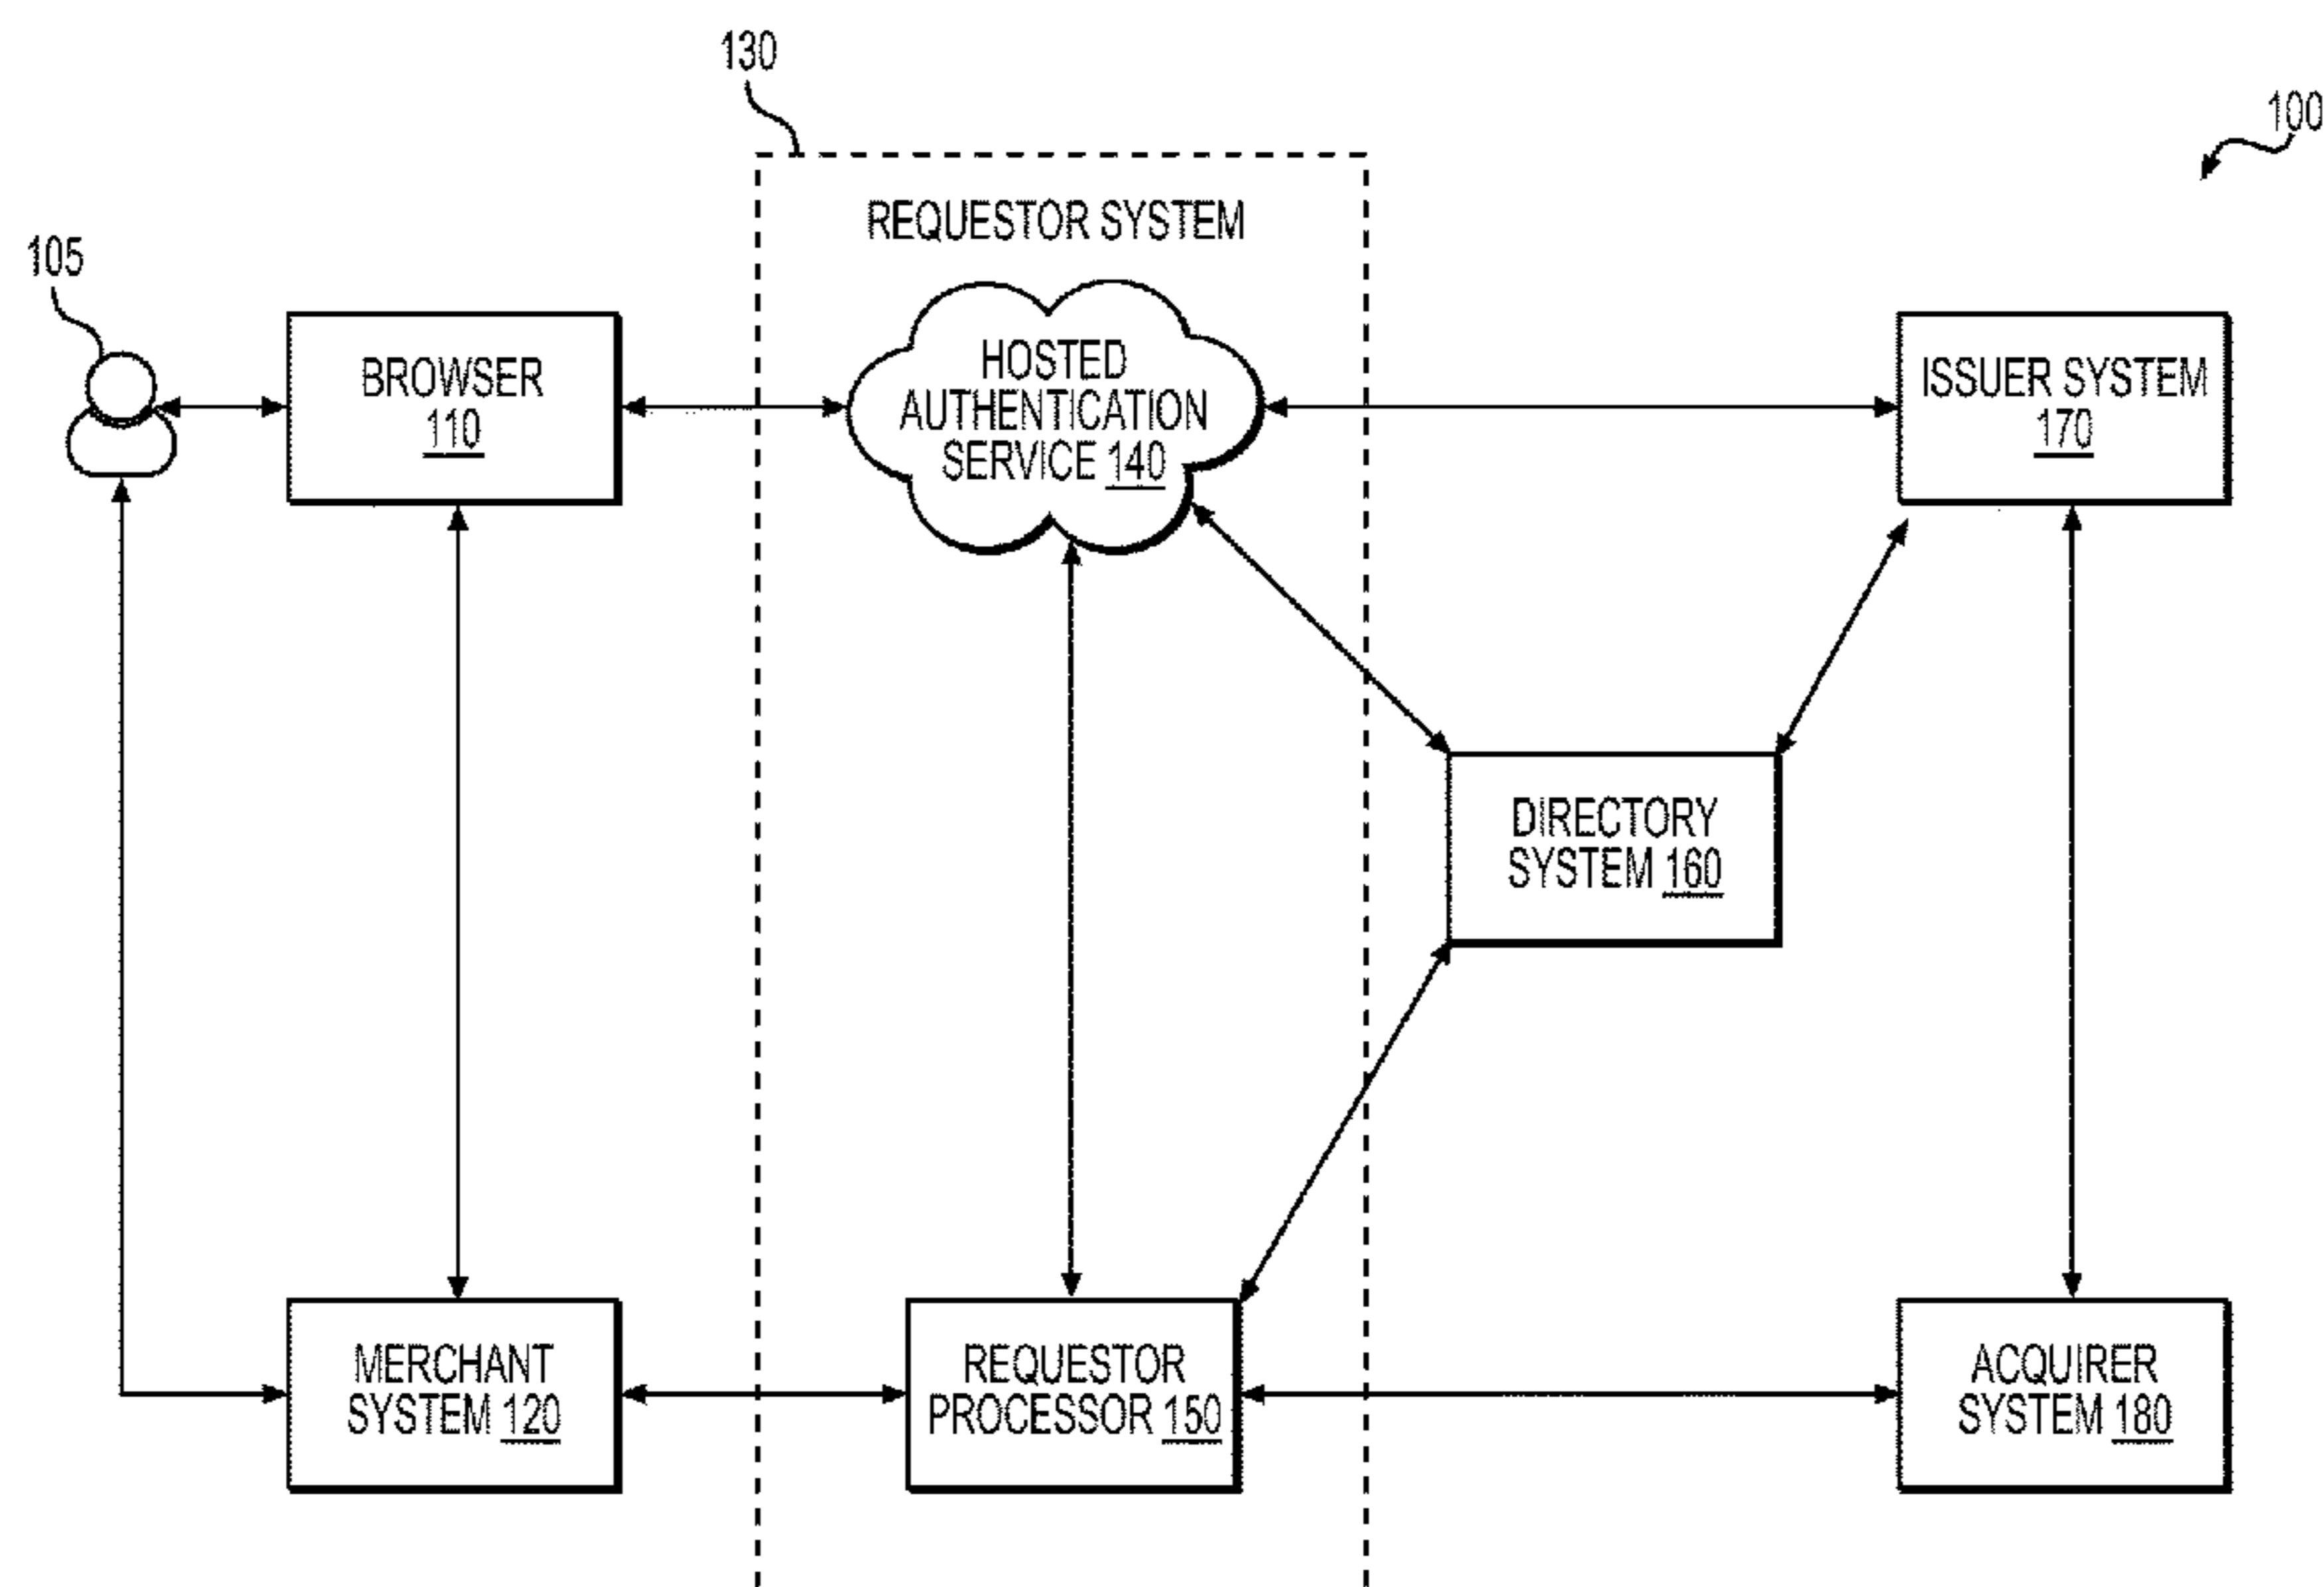 130
100
REQUESTOR SYSTEM
105
BROWSER
110
HOSTED
AUTHENTICATION
SERVICE 140
ISSUER SYSTEM
170
DIRECTORY
SYSTEM 160
MERCHANT
SYSTEM 120
REQUESTOR
PROCESSOR 150
ACQUIRER
SYSTEM 180